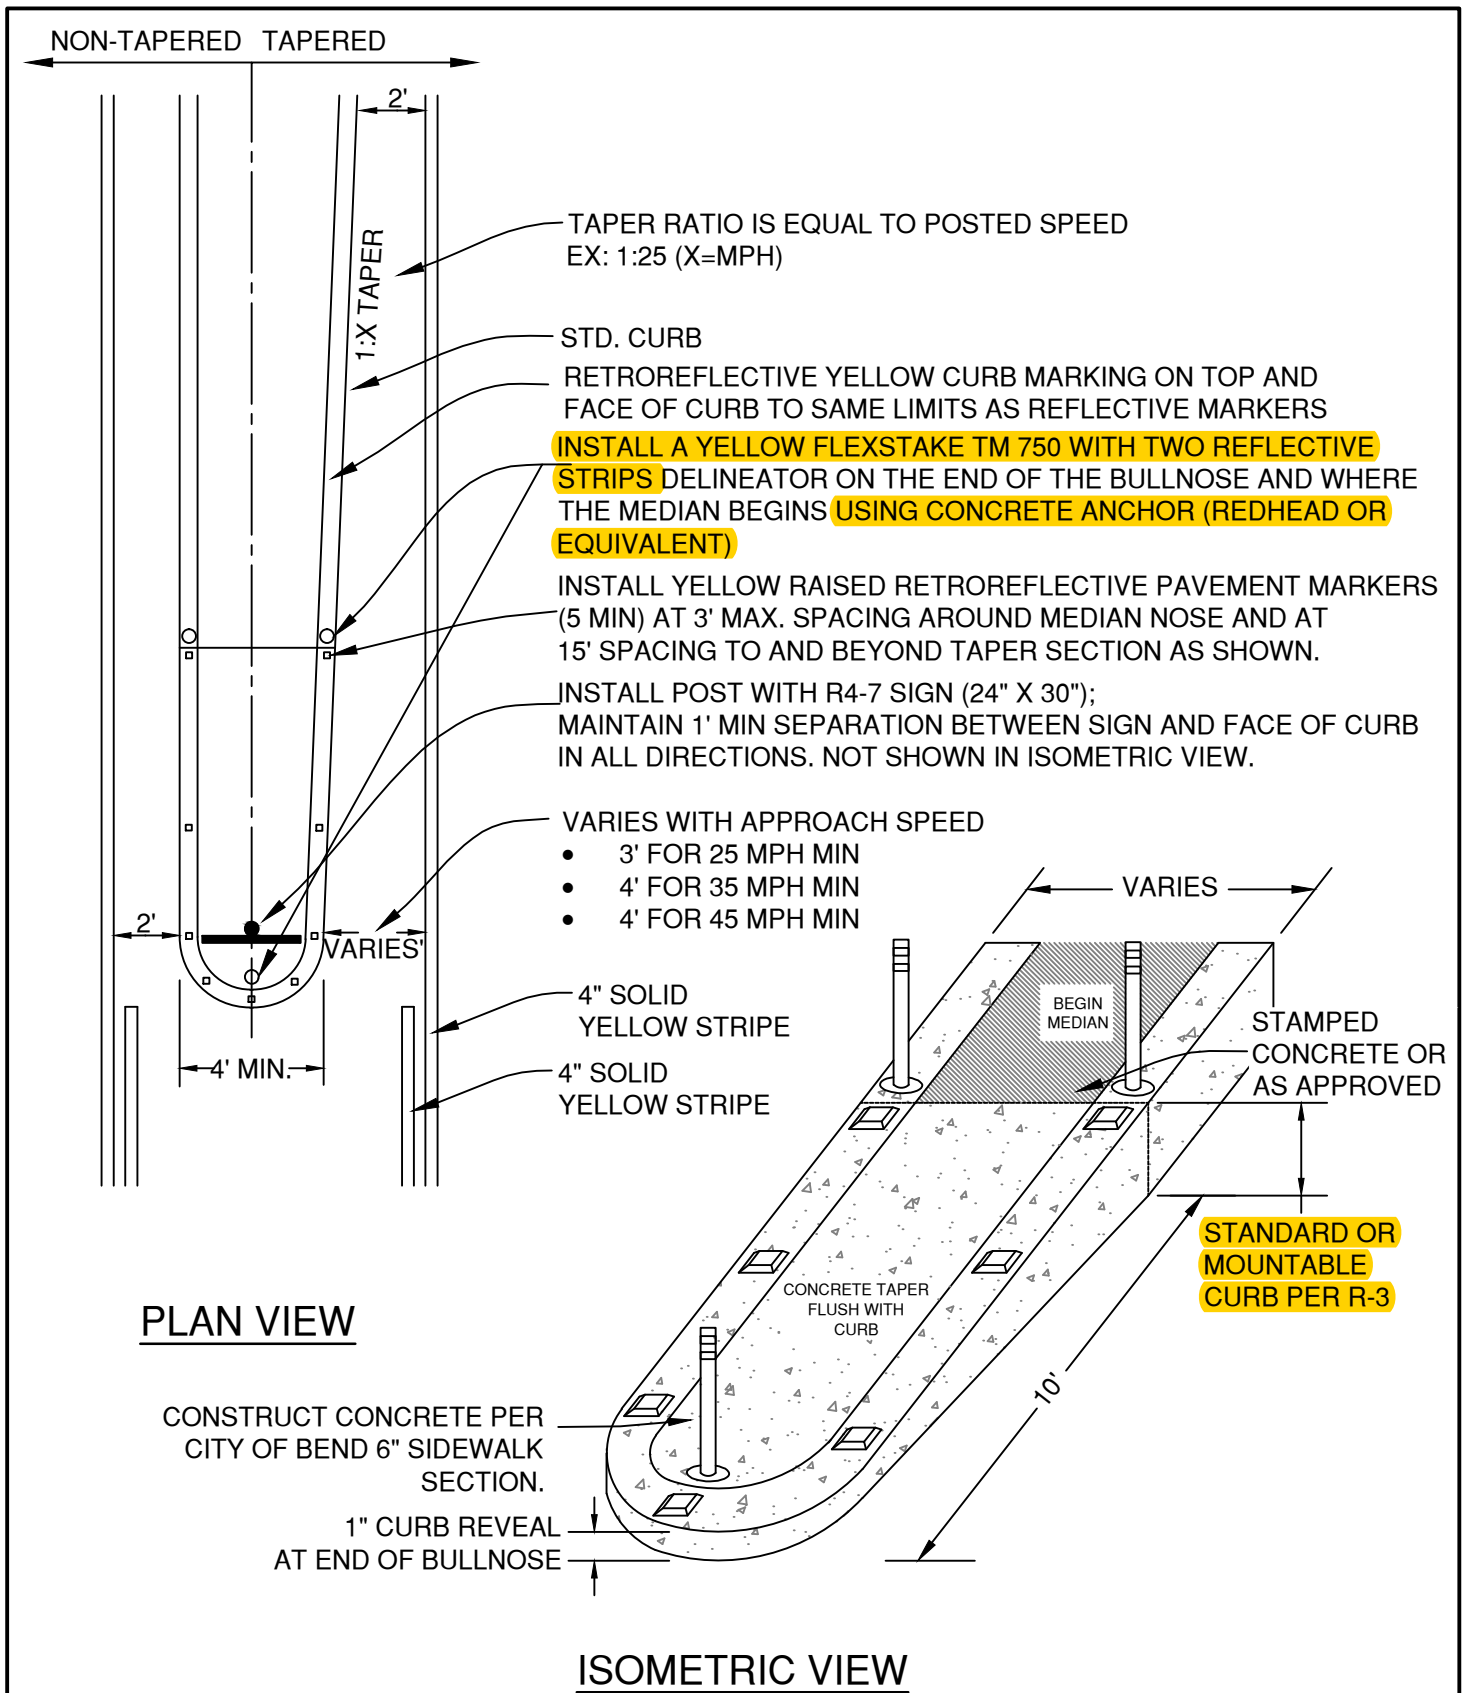 NON-TAPERED TAPERED
2'
TAPER RATIO IS EQUAL TO POSTED SPEED
EX: 1:25 (X=MPH)
1:X TAPER
STD. CURB
RETROREFLECTIVE YELLOW CURB MARKING ON TOP AND
FACE OF CURB TO SAME LIMITS AS REFLECTIVE MARKERS
INSTALL A YELLOW FLEXSTAKE TM 750 WITH TWO REFLECTIVE
STRIPS DELINEATOR ON THE END OF THE BULLNOSE AND WHERE
THE MEDIAN BEGINS USING CONCRETE ANCHOR (REDHEAD OR
EQUIVALENT)
INSTALL YELLOW RAISED RETROREFLECTIVE PAVEMENT MARKERS
(5 MIN) AT 3' MAX. SPACING AROUND MEDIAN NOSE AND AT
15' SPACING TO AND BEYOND TAPER SECTION AS SHOWN.
INSTALL POST WITH R4-7 SIGN (24" X 30");
MAINTAIN 1' MIN SEPARATION BETWEEN SIGN AND FACE OF CURB
IN ALL DIRECTIONS. NOT SHOWN IN ISOMETRIC VIEW.
VARIES WITH APPROACH SPEED
• 3' FOR 25 MPH MIN
• 4' FOR 35 MPH MIN
• 4' FOR 45 MPH MIN
2'
VARIES'
4' MIN.
4" SOLID
YELLOW STRIPE
4" SOLID
YELLOW STRIPE
PLAN VIEW
VARIES
BEGIN
MEDIAN
STAMPED
CONCRETE OR
AS APPROVED
STANDARD OR
MOUNTABLE
CURB PER R-3
CONCRETE TAPER
FLUSH WITH
CURB
10'
CONSTRUCT CONCRETE PER
CITY OF BEND 6" SIDEWALK
SECTION.
1" CURB REVEAL
AT END OF BULLNOSE
ISOMETRIC VIEW